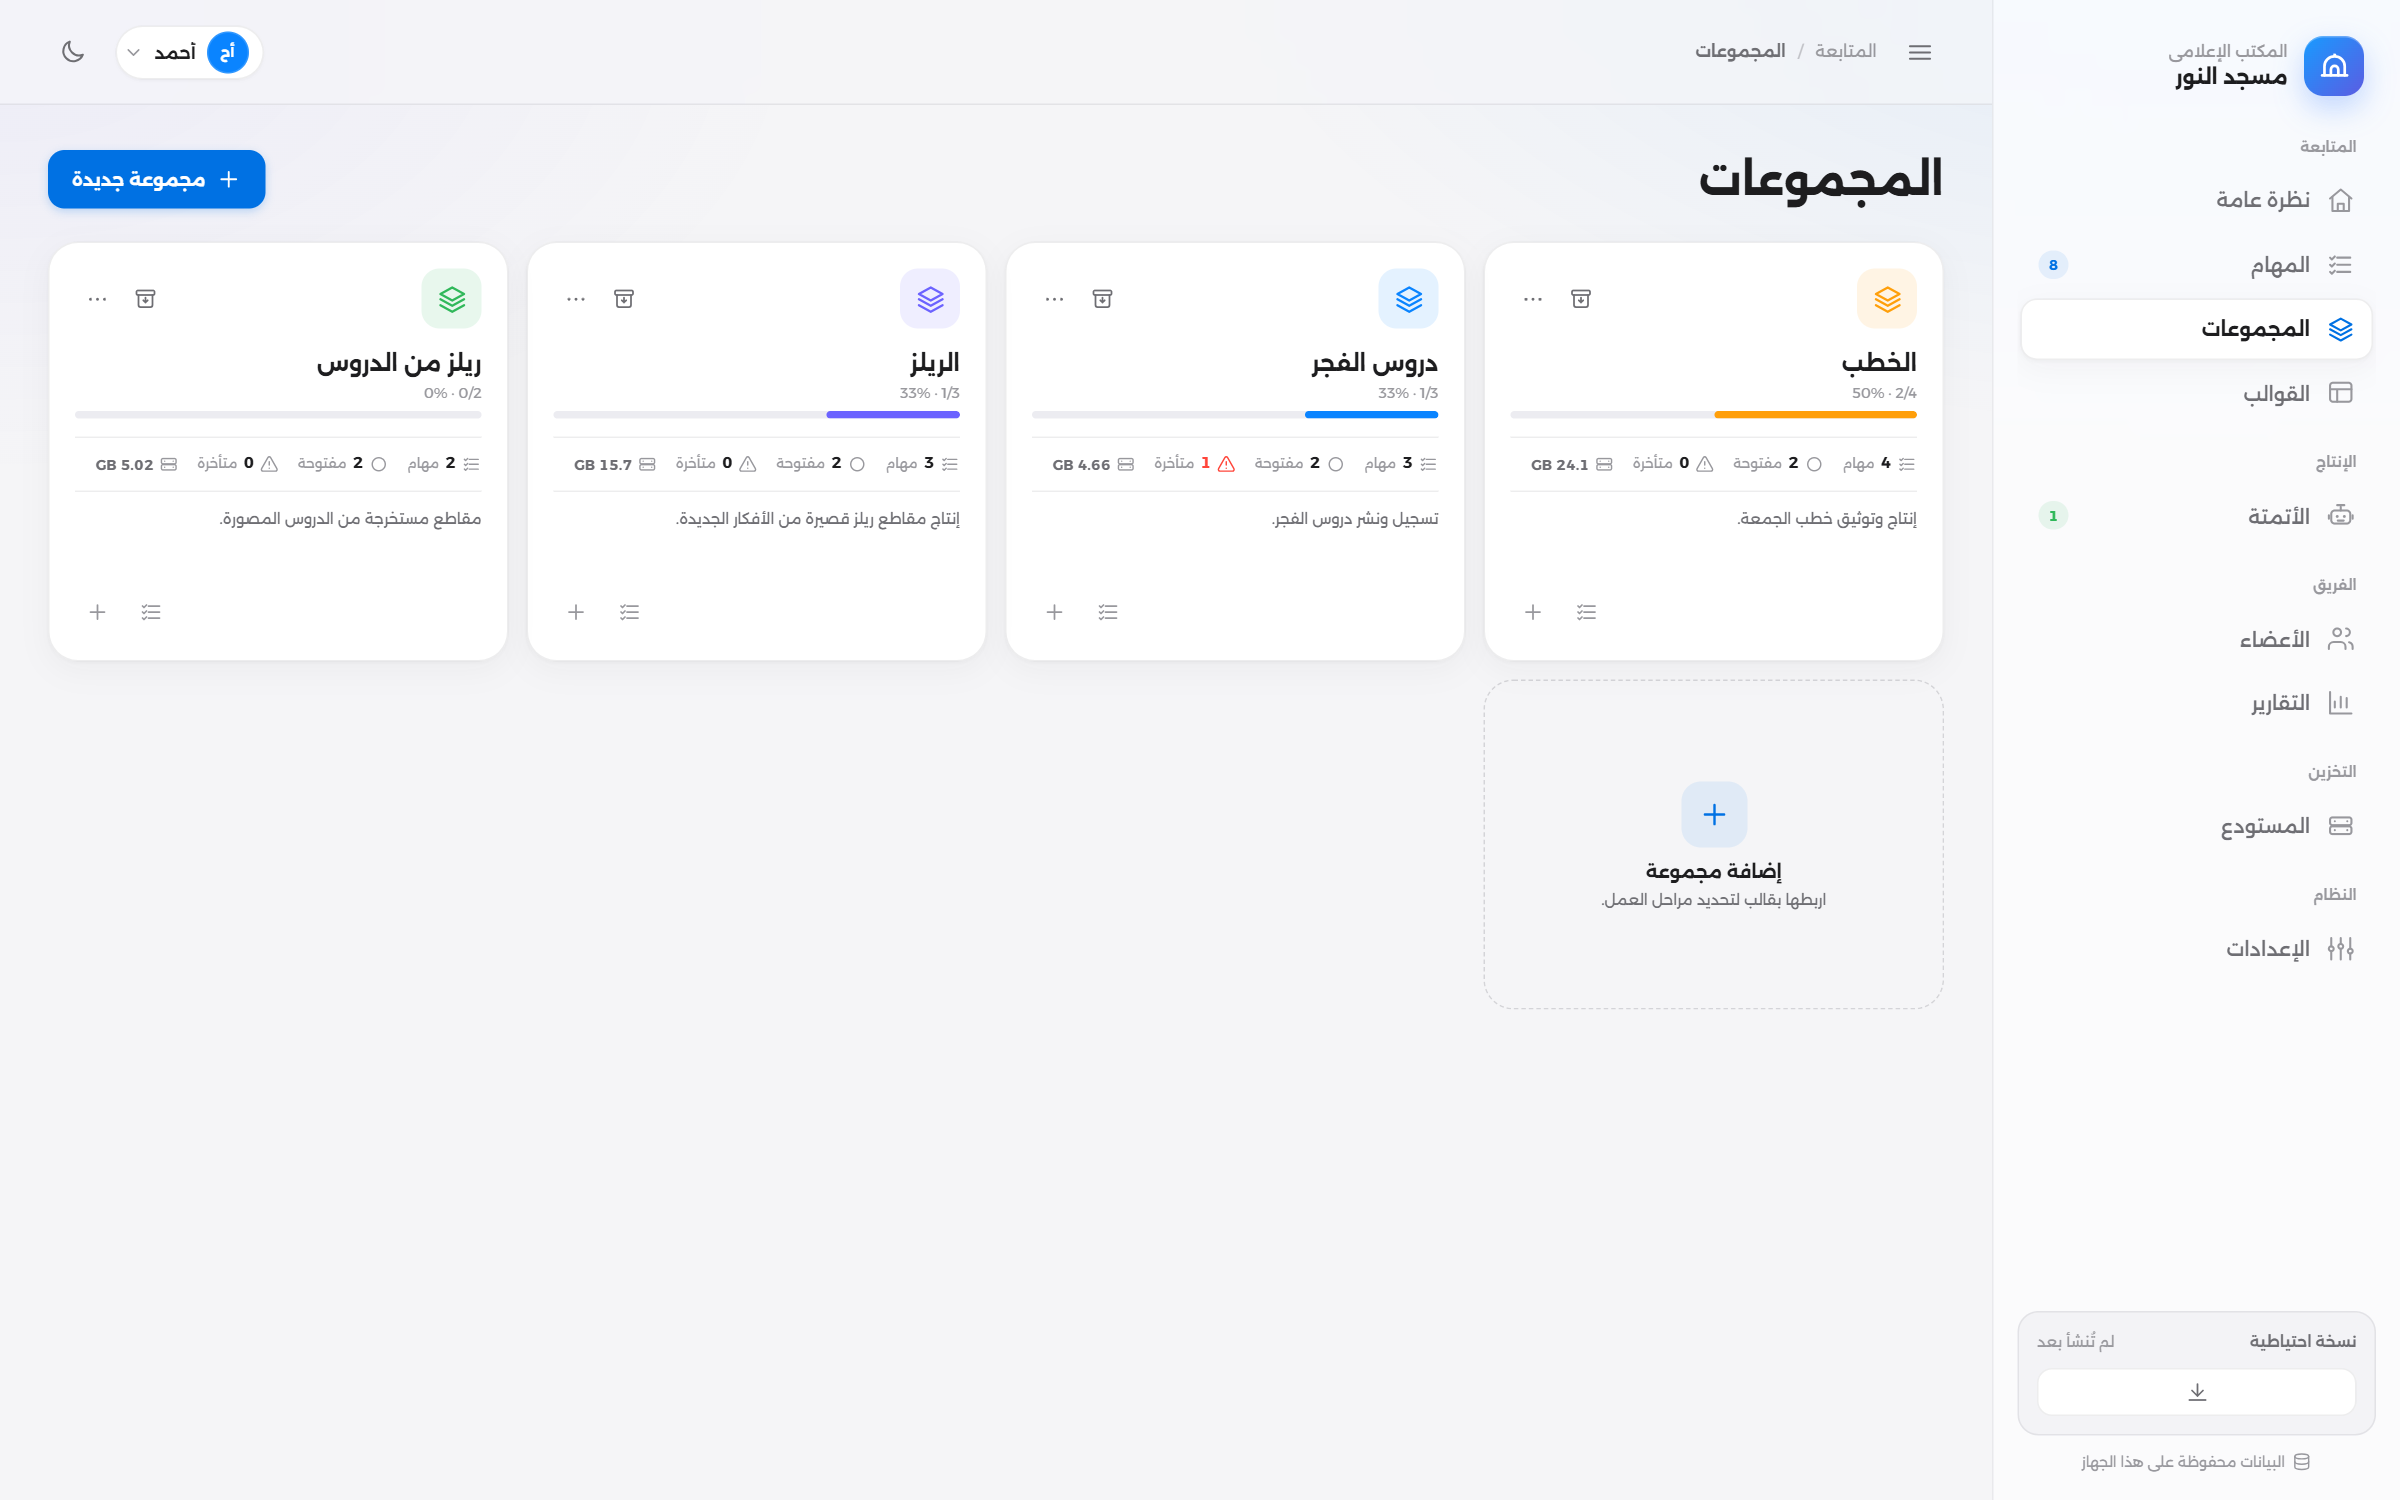 المكتب الإعلامي
مسجد النور
المتابعة
نظرة عامة
المهام 8
المجموعات
القوالب
الإنتاج
الأتمتة 1
الفريق
الأعضاء
التقارير
التخزين
المستودع
النظام
الإعدادات
نسخة احتياطية لم تُنشأ بعد
البيانات محفوظة على هذا الجهاز
المتابعة / المجموعات
أح أحمد
المجموعات
مجموعة جديدة
الخطب
50% · 2/4
4 مهام 2 مفتوحة 0 متأخرة 24.1 GB
إنتاج وتوثيق خطب الجمعة.
دروس الفجر
33% · 1/3
3 مهام 2 مفتوحة 1 متأخرة 4.66 GB
تسجيل ونشر دروس الفجر.
الريلز
33% · 1/3
3 مهام 2 مفتوحة 0 متأخرة 15.7 GB
إنتاج مقاطع ريلز قصيرة من الأفكار الجديدة.
ريلز من الدروس
0% · 0/2
2 مهام 2 مفتوحة 0 متأخرة 5.02 GB
مقاطع مستخرجة من الدروس المصورة.
إضافة مجموعة
اربطها بقالب لتحديد مراحل العمل.